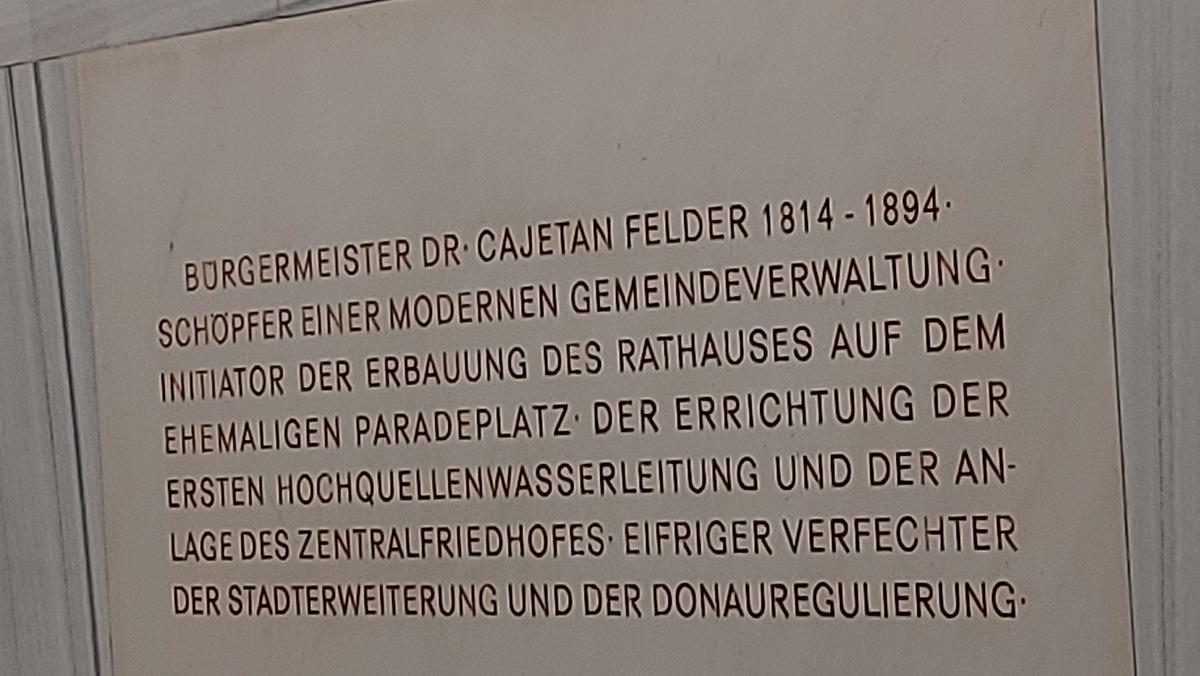 BÜRGERMEISTER DR· CAJETAN FELDER 1814 - 1894·
SCHÖPFER EINER MODERNEN GEMEINDEVERWALTUNG·
INITIATOR DER ERBAUUNG DES RATHAUSES AUF DEM
EHEMALIGEN PARADEPLATZ· DER ERRICHTUNG DER
ERSTEN HOCHQUELLENWASSERLEITUNG UND DER AN-
LAGE DES ZENTRALFRIEDHOFES· EIFRIGER VERFECHTER
DER STADTERWEITERUNG UND DER DONAUREGULIERUNG·